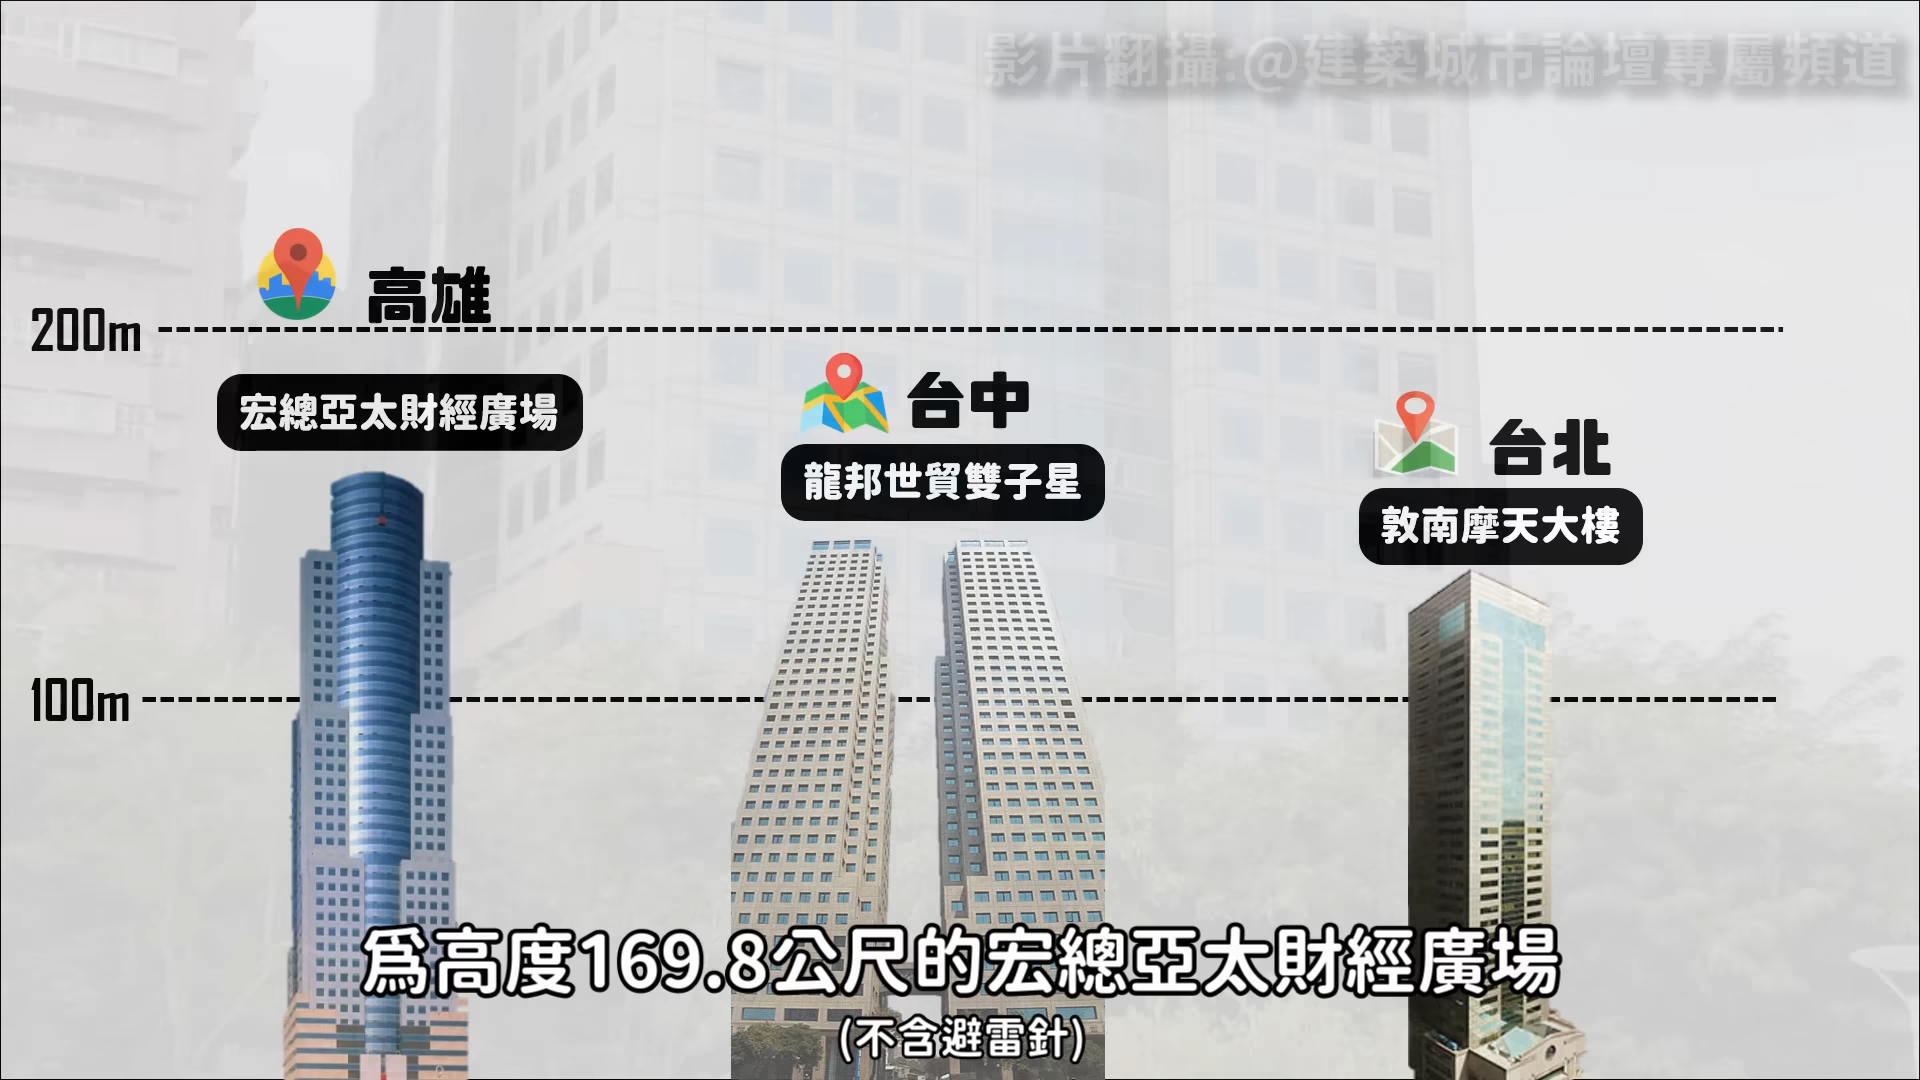 影片翻攝:@建築城市論壇專屬頻道
高雄
200m
宏總亞太財經廣場
台中
龍邦世貿雙子星
台北
敦南摩天大樓
100m
爲高度169.8公尺的宏總亞太財經廣場
(不含避雷針)